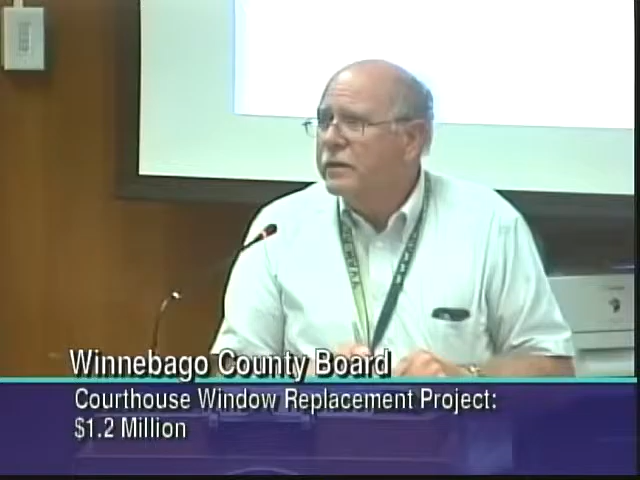 Winnebago County Board
Courthouse Window Replacement Project:
$1.2 Million